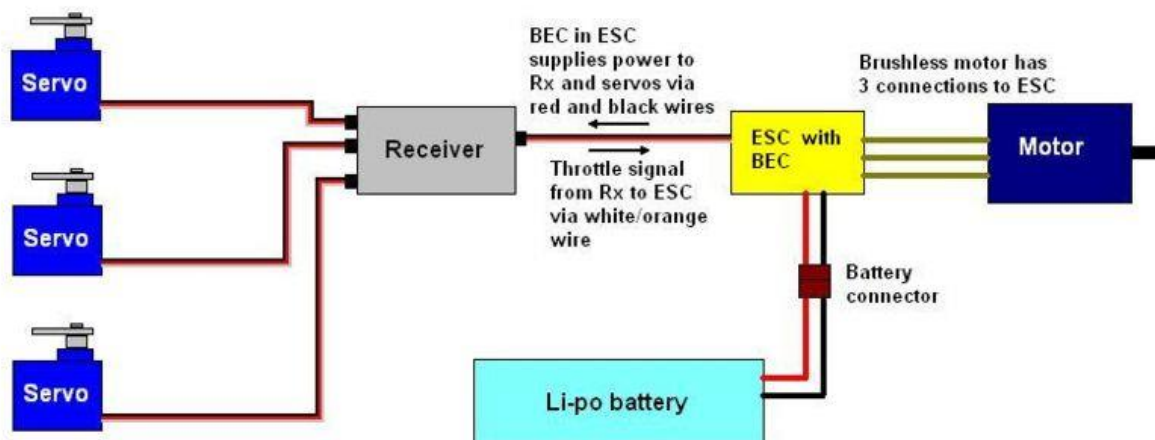 Servo
Servo
Servo
Receiver
BEC in ESC
supplies power to
Rx and servos via
red and black wires
Throttle signal
from Rx to ESC
via white/orange
wire
ESC with
BEC
Brushless motor has
3 connections to ESC
Motor
Battery
connector
Li-po battery